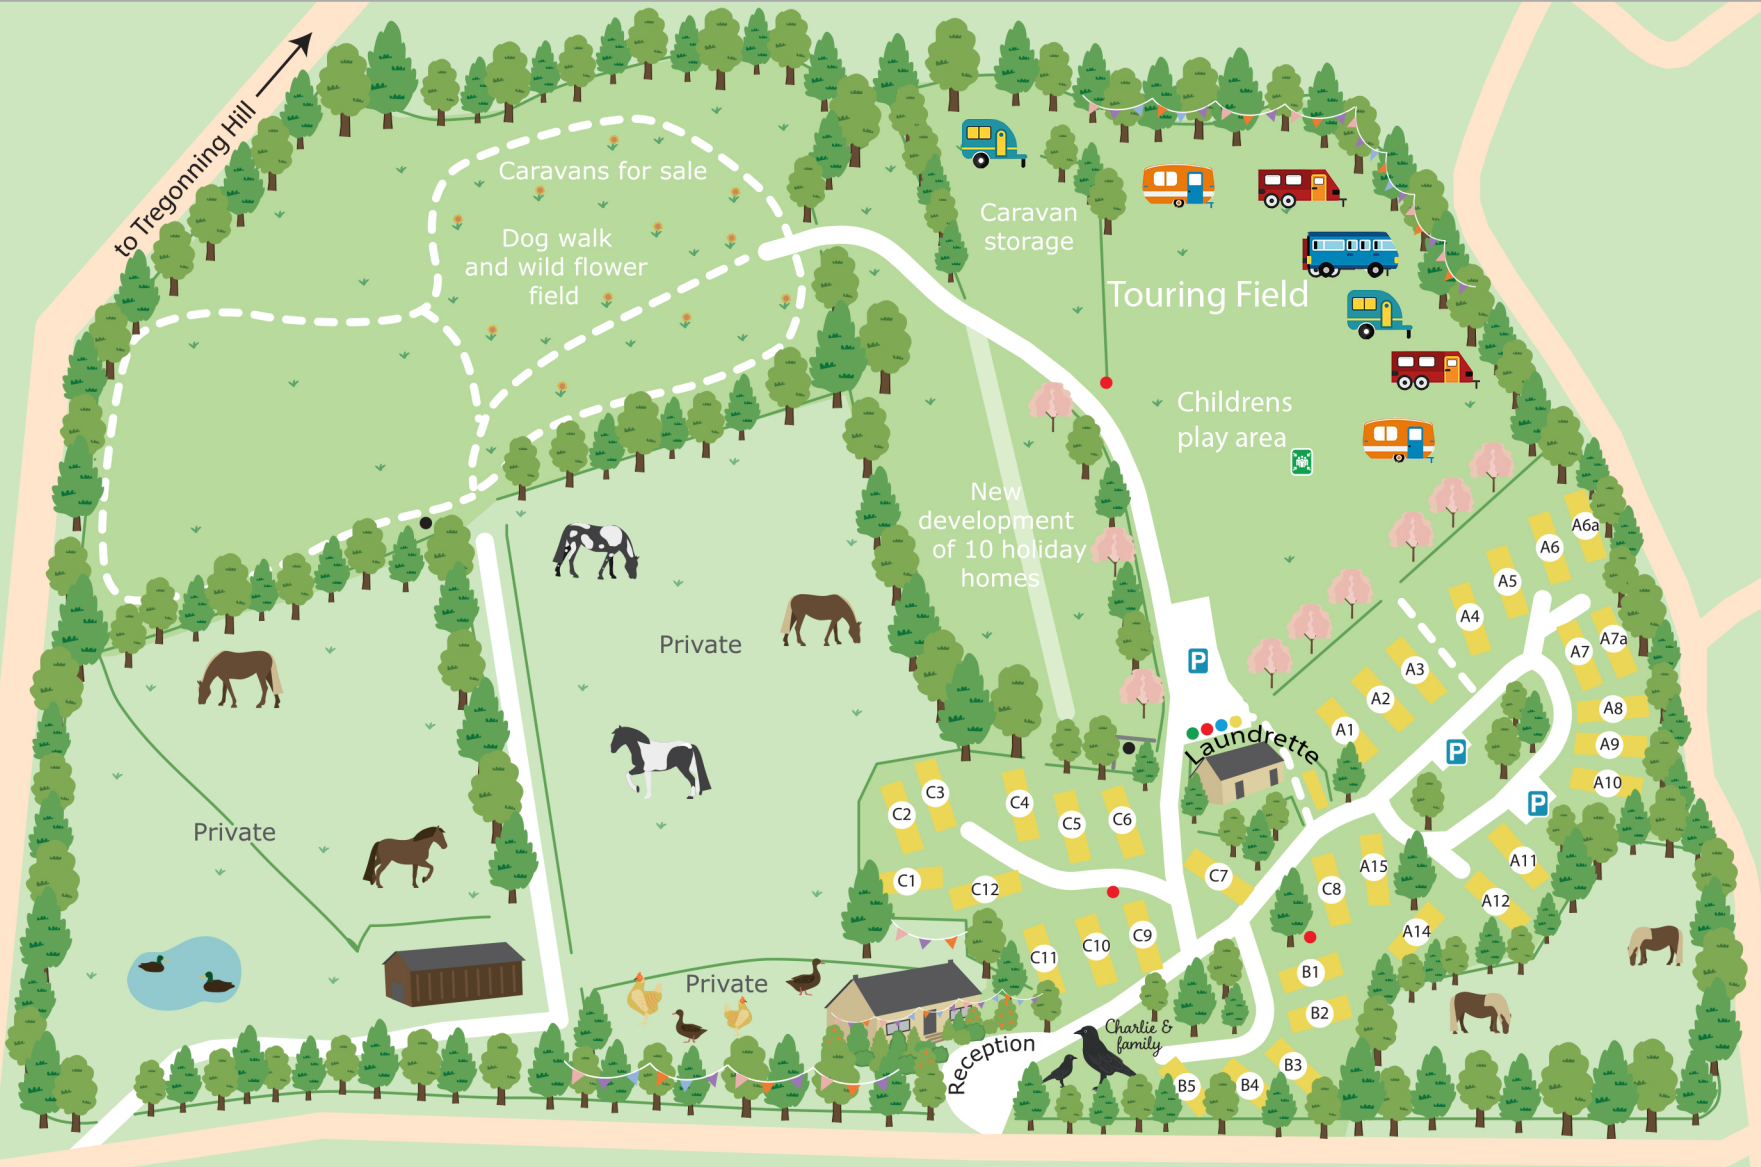 to Tregonning Hill
Caravans for sale
Dog walk
and wild flower
field
Caravan
storage
Touring Field
Childrens
play area
New
development
of 10 holiday
homes
Private
Private
Private
P
P
P
Laundrette
A6a
A6
A5
A4
A3
A2
A1
A7
A7a
A8
A9
A10
A11
A12
A14
A15
C8
C7
C6
C5
C4
C3
C2
C1
C12
C11
C10
C9
B1
B2
B3
B4
B5
Charlie &
family
Reception